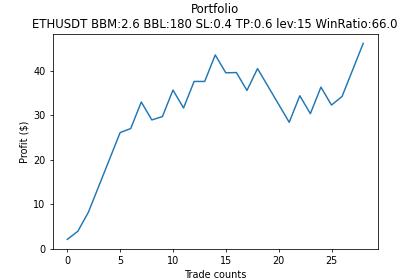 Portfolio
ETHUSDT BBM:2.6 BBL:180 SL:0.4 TP:0.6 lev:15 WinRatio:66.0
Profit ($)
40
30
20
10
0
0 5 10 15 20 25
Trade counts